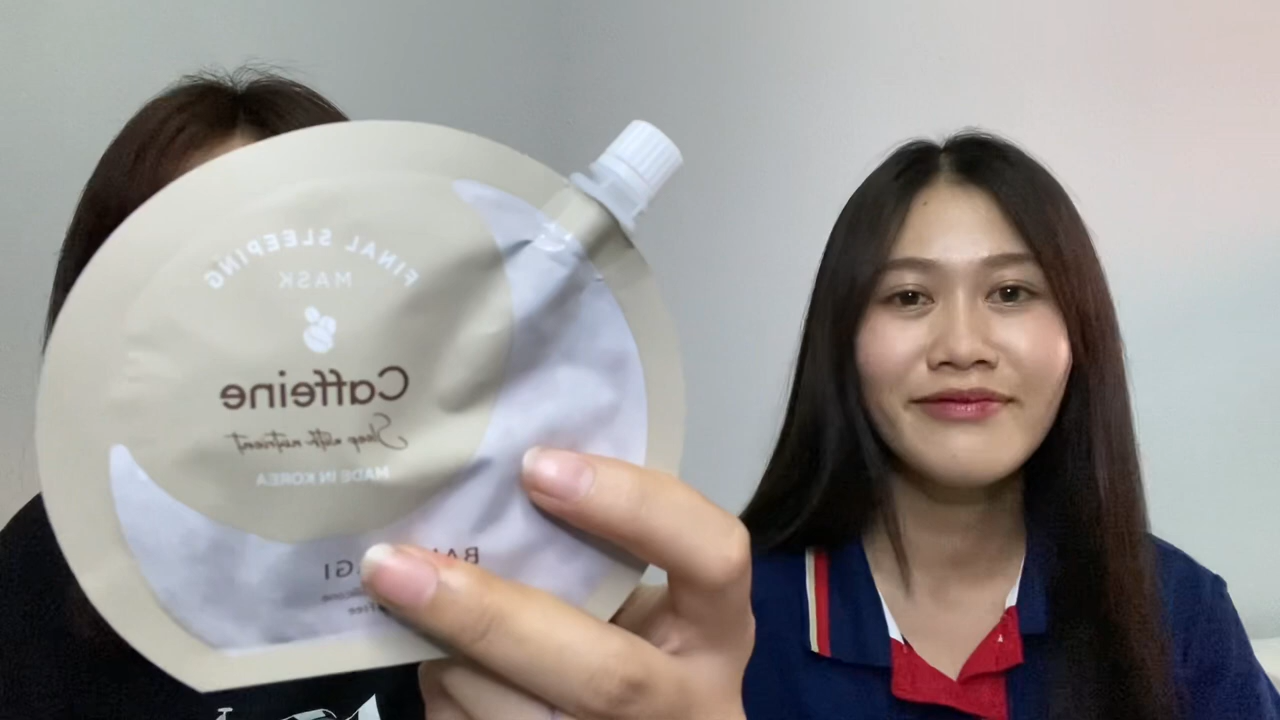 FINAL SLEEPING
MASK
Caffeine
Sleep with nutrient
MADE IN KOREA